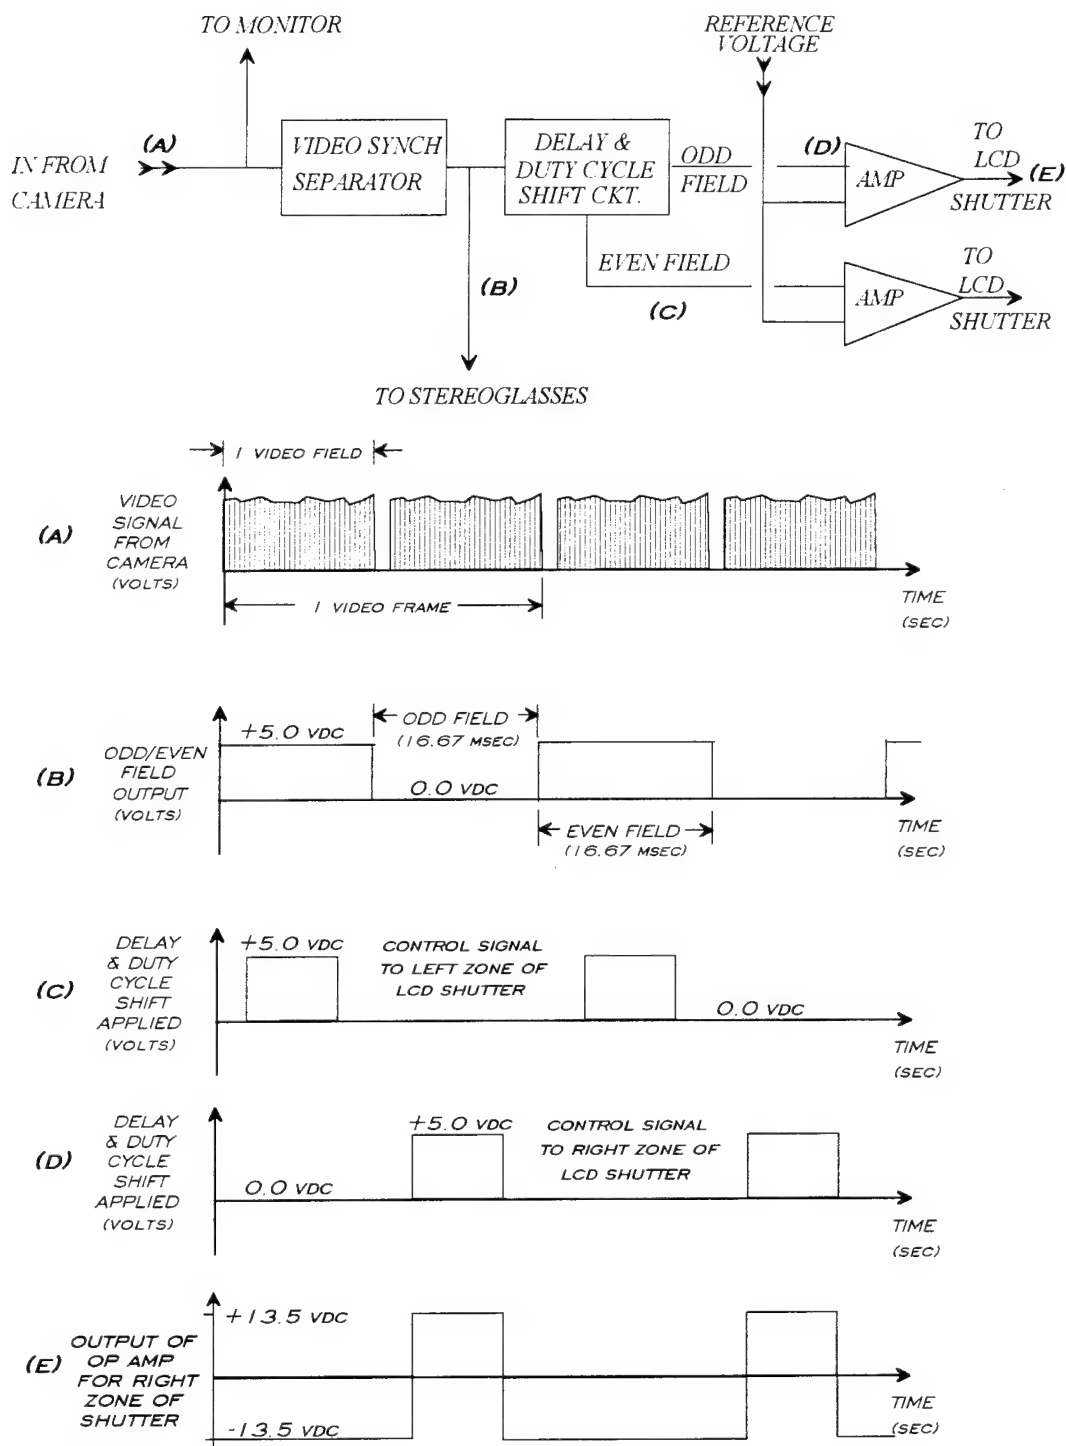 TO MONITOR
REFERENCE
VOLTAGE
(A)
IN FROM
CAMERA
VIDEO SYNCH
SEPARATOR
DELAY &
DUTY CYCLE
SHIFT CKT.
ODD
FIELD
(D)
AMP
TO
LCD
SHUTTER
(E)
(B)
EVEN FIELD
(C)
AMP
TO
LCD
SHUTTER
TO STEREOGLASSES
1 VIDEO FIELD
(A)
VIDEO
SIGNAL
FROM
CAMERA
(VOLTS)
1 VIDEO FRAME
TIME
(SEC)
(B)
ODD/EVEN
FIELD
OUTPUT
(VOLTS)
+5.0 VDC
ODD FIELD
(16.67 MSEC)
0.0 VDC
EVEN FIELD
(16.67 MSEC)
TIME
(SEC)
(C)
DELAY
& DUTY
CYCLE
SHIFT
APPLIED
(VOLTS)
+5.0 VDC
CONTROL SIGNAL
TO LEFT ZONE OF
LCD SHUTTER
0.0 VDC
TIME
(SEC)
(D)
DELAY
& DUTY
CYCLE
SHIFT
APPLIED
(VOLTS)
0.0 VDC
+5.0 VDC
CONTROL SIGNAL
TO RIGHT ZONE OF
LCD SHUTTER
TIME
(SEC)
(E)
OUTPUT OF
OP AMP
FOR RIGHT
ZONE OF
SHUTTER
+13.5 VDC
-13.5 VDC
TIME
(SEC)